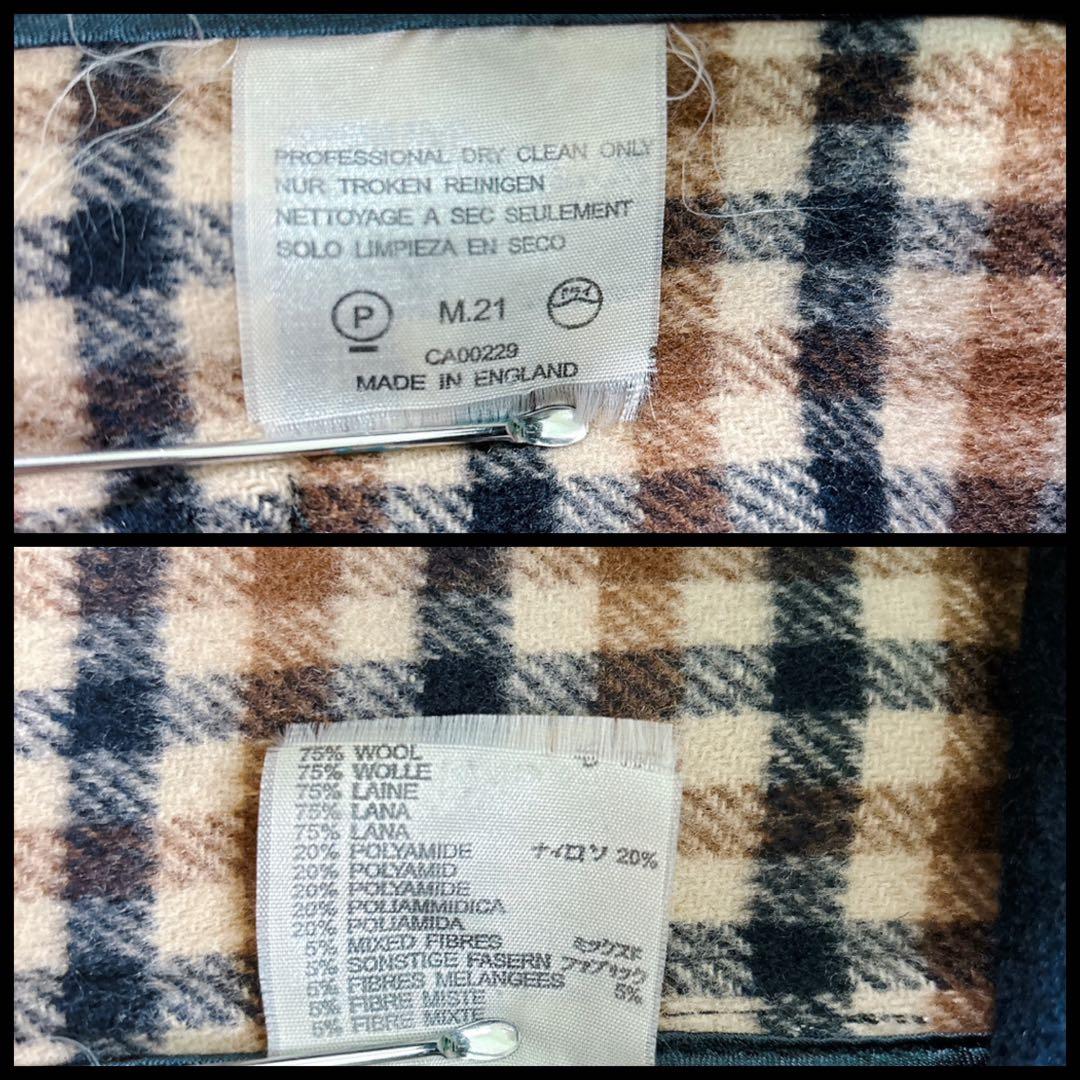 PROFESSIONAL DRY CLEAN ONLY
NUR TROKEN REINIGEN
NETTOYAGE A SEC SEULEMENT
SOLO LIMPIEZA EN SECO
P M.21 ドライ
CA00229
MADE IN ENGLAND
75% WOOL
75% WOLLE
75% LAINE
75% LANA
75% LANA
20% POLYAMIDE ナイロン 20%
20% POLYAMID
20% POLYAMIDE
20% POLIAMMIDICA
20% POLIAMIDA
5% MIXED FIBRES
5% SONSTIGE FASERN
5% FIBRES MELANGEES 5%
5% FIBRE MISTE
5% FIBRE MIXTE